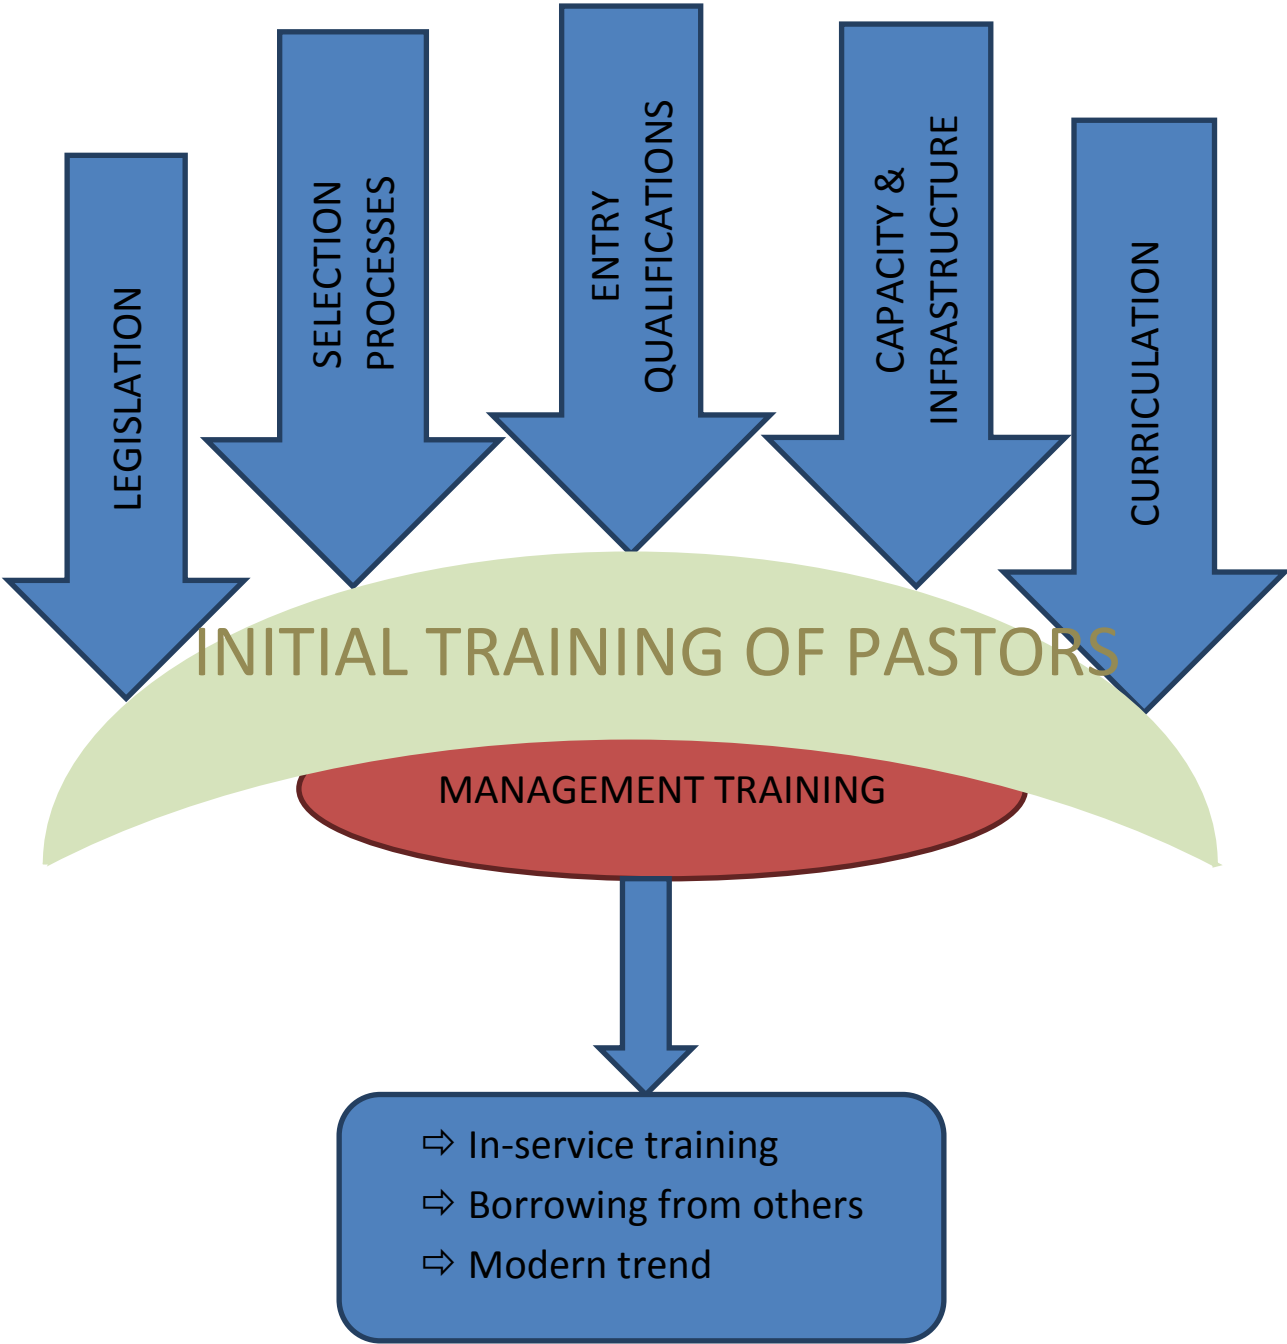 LEGISLATION
SELECTION
PROCESSES
ENTRY
QUALIFICATIONS
CAPACITY &
INFRASTRUCTURE
CURRICULATION
INITIAL TRAINING OF PASTORS
MANAGEMENT TRAINING
⇨ In-service training
⇨ Borrowing from others
⇨ Modern trend